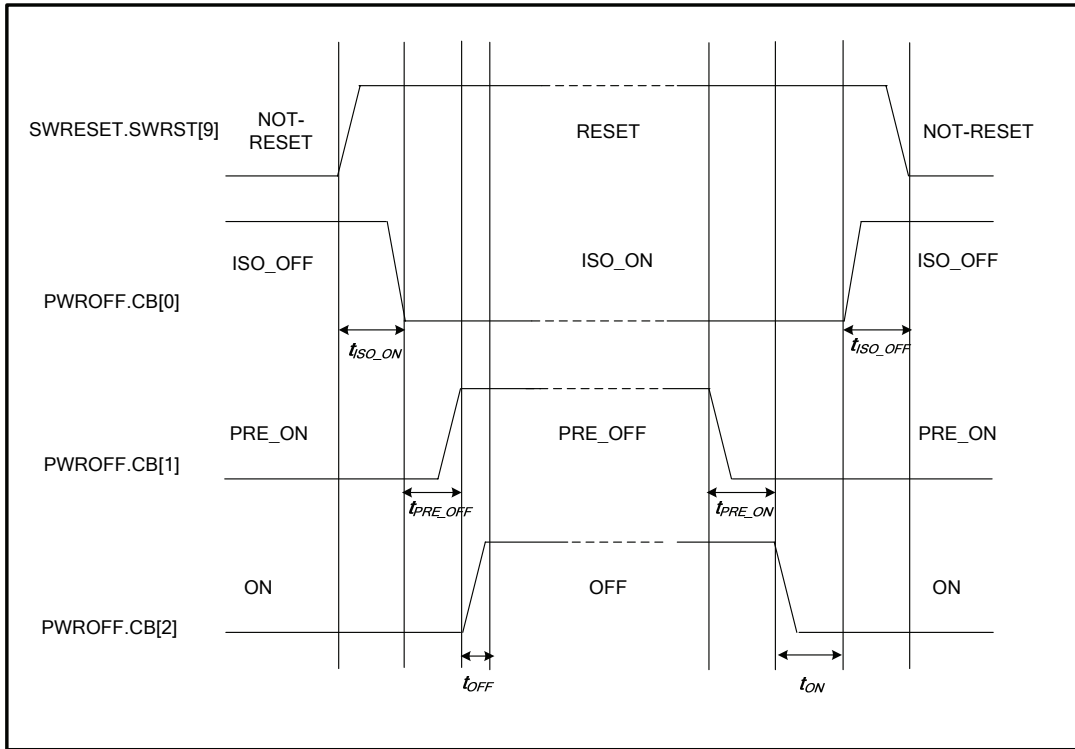 SWRESET.SWRST[9]
NOT-
RESET
RESET
NOT-RESET
ISO_OFF
ISO_ON
ISO_OFF
PWROFF.CB[0]
tISO_ON
tISO_OFF
PRE_ON
PRE_OFF
PRE_ON
PWROFF.CB[1]
tPRE_OFF
tPRE_ON
ON
OFF
ON
PWROFF.CB[2]
tOFF
tON